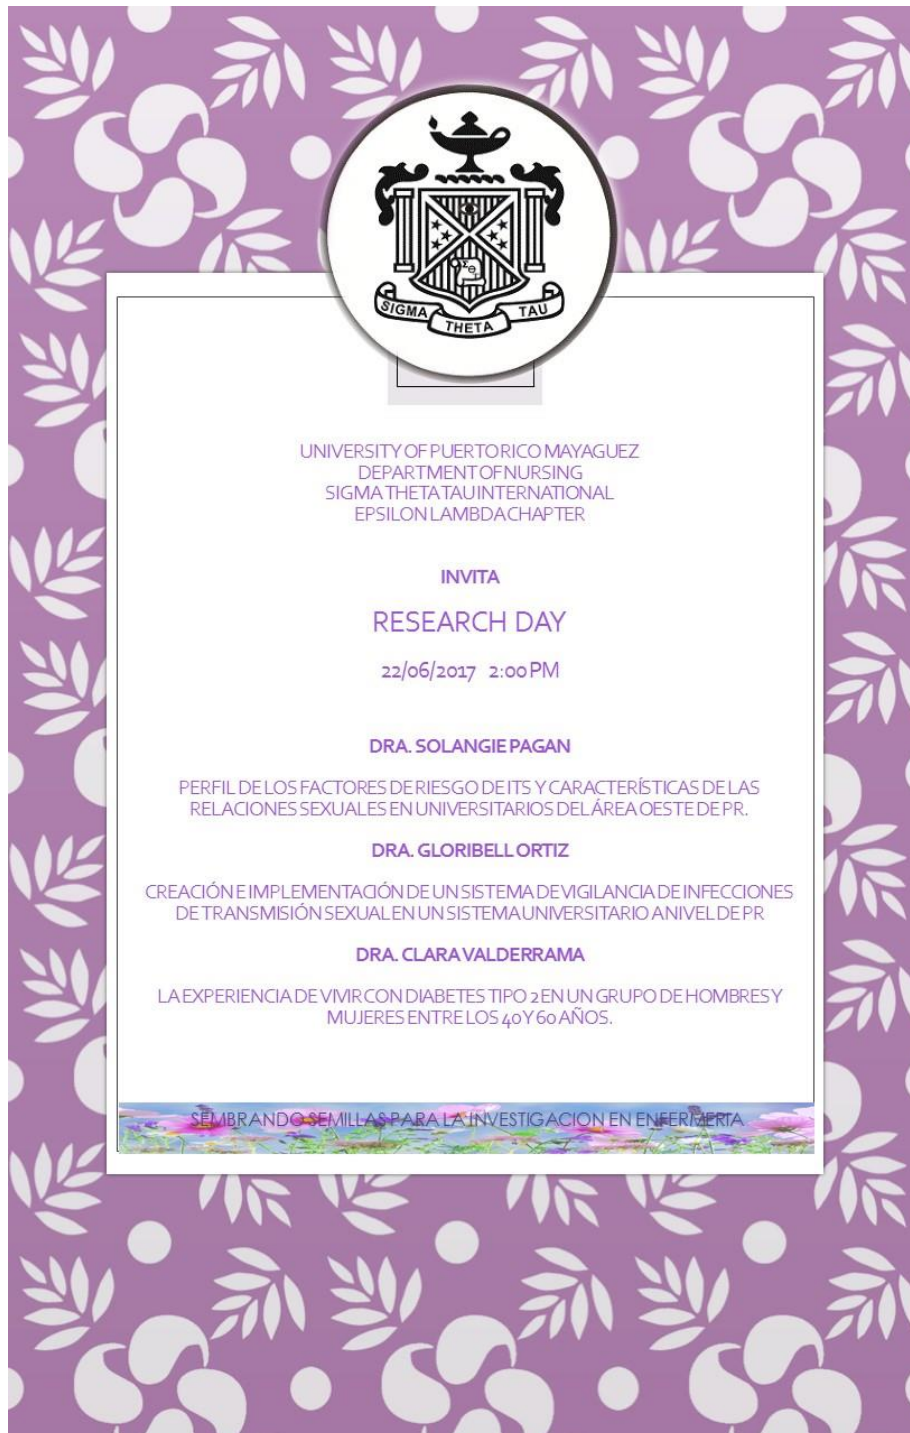 SIGMA THETA TAU
UNIVERSITY OF PUERTO RICO MAYAGUEZ
DEPARTMENT OF NURSING
SIGMA THETA TAU INTERNATIONAL
EPSILON LAMBDA CHAPTER
INVITA
RESEARCH DAY
22/06/2017 2:00 PM
DRA. SOLANGIE PAGAN
PERFIL DE LOS FACTORES DE RIESGO DE ITS Y CARACTERÍSTICAS DE LAS
RELACIONES SEXUALES EN UNIVERSITARIOS DEL ÁREA OESTE DE PR.
DRA. GLORIBELL ORTIZ
CREACIÓN E IMPLEMENTACIÓN DE UN SISTEMA DE VIGILANCIA DE INFECCIONES
DE TRANSMISIÓN SEXUAL EN UN SISTEMA UNIVERSITARIO A NIVEL DE PR
DRA. CLARA VALDERRAMA
LA EXPERIENCIA DE VIVIR CON DIABETES TIPO 2 EN UN GRUPO DE HOMBRES Y
MUJERES ENTRE LOS 40 Y 60 AÑOS.
SEMBRANDO SEMILLAS PARA LA INVESTIGACION EN ENFERMERIA